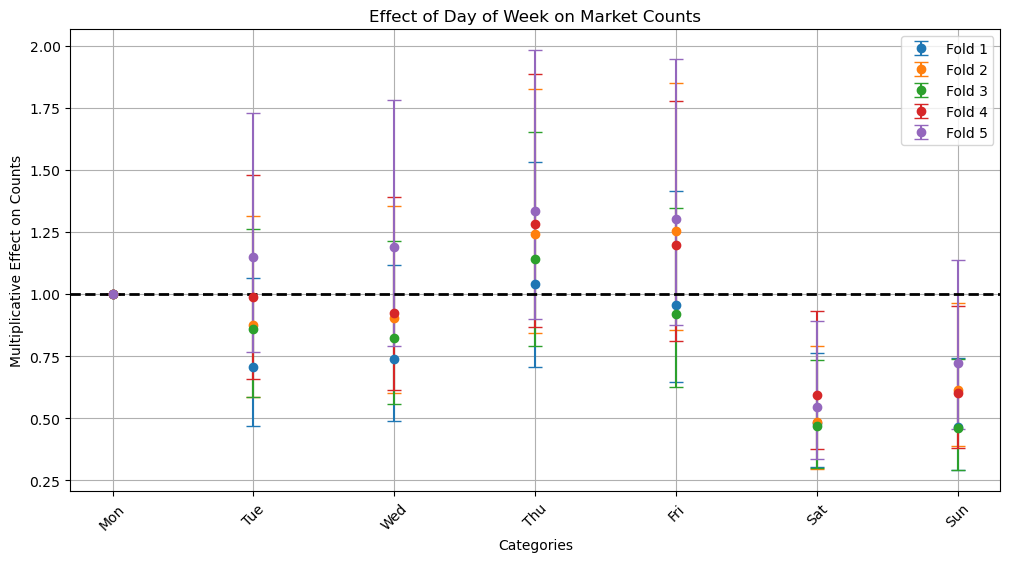 Effect of Day of Week on Market Counts
Multiplicative Effect on Counts
2.00
1.75
1.50
1.25
1.00
0.75
0.50
0.25
Fold 1
Fold 2
Fold 3
Fold 4
Fold 5
Mon
Tue
Wed
Thu
Fri
Sat
Sun
Categories